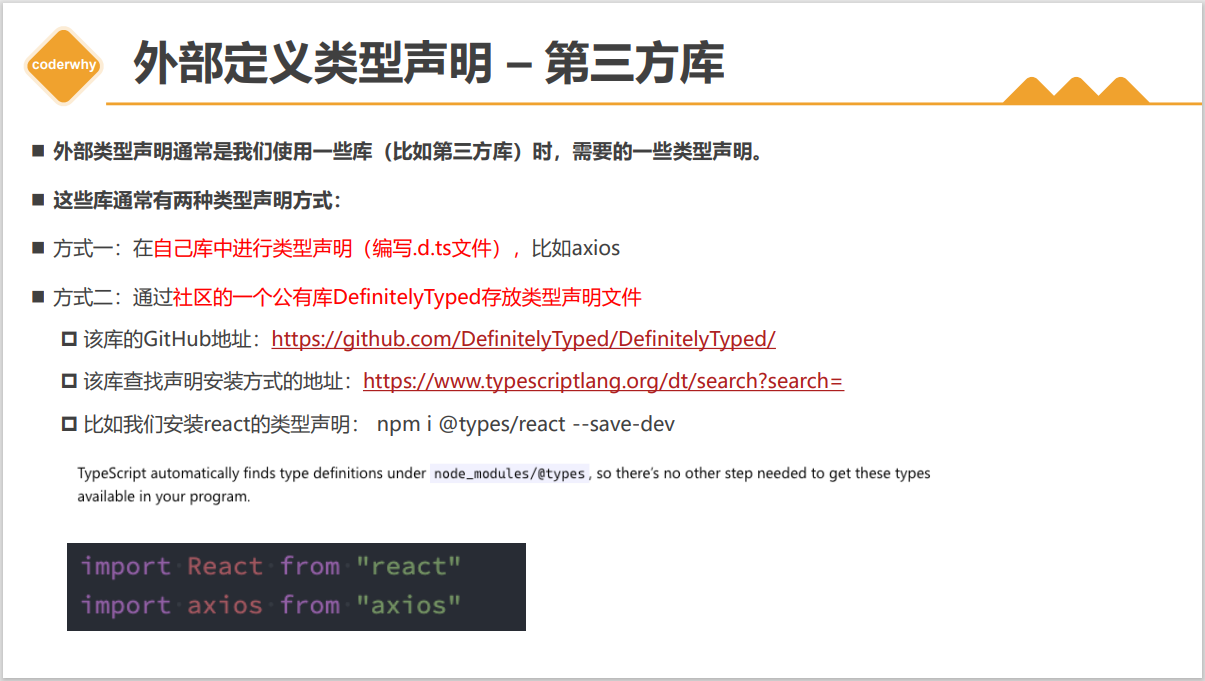 coderwhy
外部定义类型声明 – 第三方库
外部类型声明通常是我们使用一些库（比如第三方库）时，需要的一些类型声明。
这些库通常有两种类型声明方式：
方式一：在自己库中进行类型声明（编写.d.ts文件），比如axios
方式二：通过社区的一个公有库DefinitelyTyped存放类型声明文件
该库的GitHub地址：https://github.com/DefinitelyTyped/DefinitelyTyped/
该库查找声明安装方式的地址：https://www.typescriptlang.org/dt/search?search=
比如我们安装react的类型声明： npm i @types/react --save-dev
TypeScript automatically finds type definitions under node_modules/@types, so there's no other step needed to get these types
available in your program.
import React from "react"
import axios from "axios"